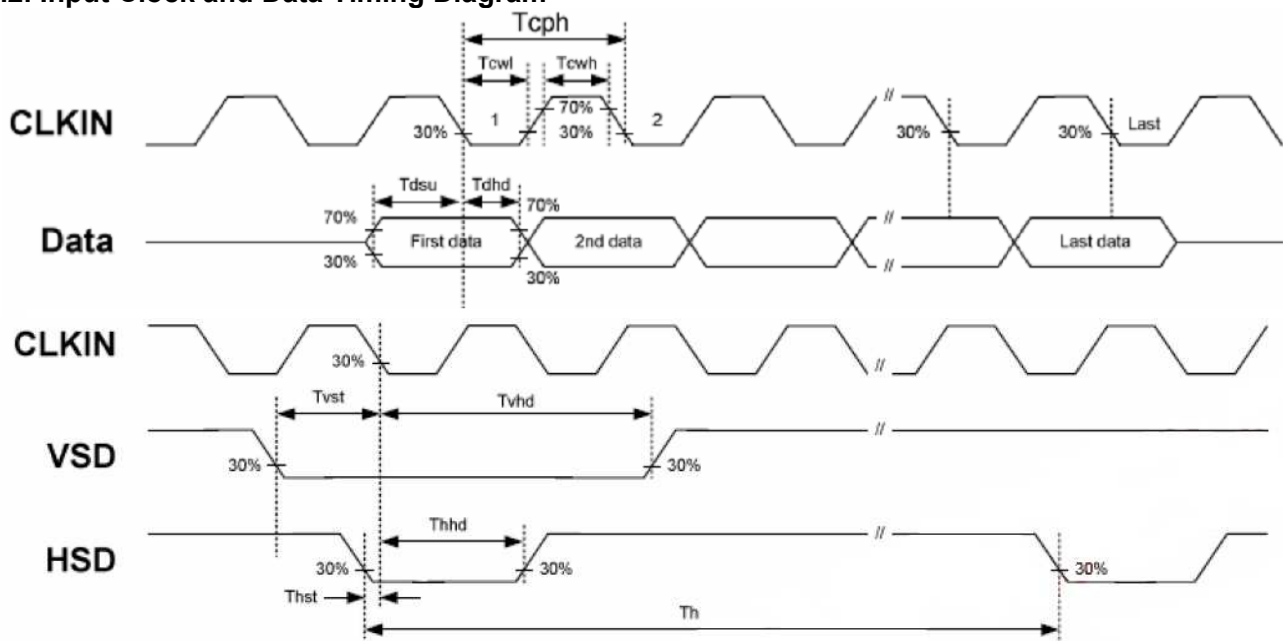 .2. Input Clock and Data Timing Diagram
Tcph
Tcwl Tcwh
CLKIN 30% 1 70% 30% 2 // 30% 30% Last
Tdsu Tdhd
70% 70%
Data First data 2nd data // Last data
30% 30%
CLKIN 30% //
Tvst Tvhd
VSD 30% 30% //
Thhd
HSD 30% 30% // 30%
Thst
Th